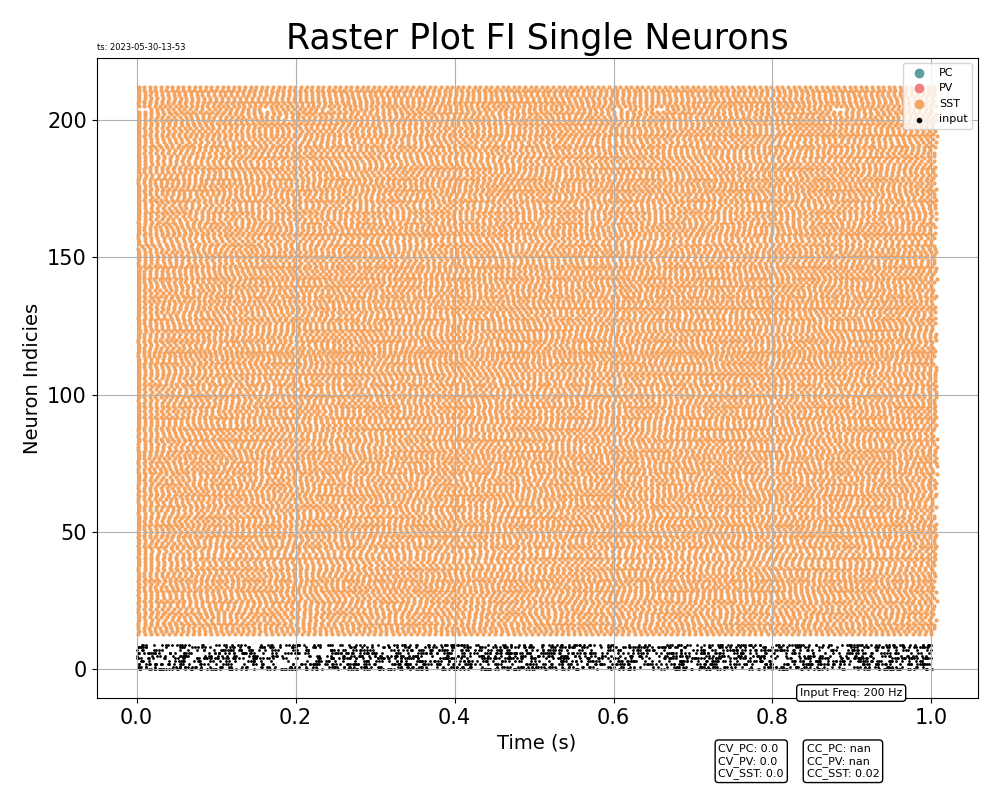 Raster Plot FI Single Neurons
ts: 2023-05-30-13-53
PC
PV
SST
input
200
150
100
50
0
Neuron Indicies
0.0 0.2 0.4 0.6 0.8 1.0
Time (s)
Input Freq: 200 Hz
CV_PC: 0.0
CV_PV: 0.0
CV_SST: 0.0
CC_PC: nan
CC_PV: nan
CC_SST: 0.02